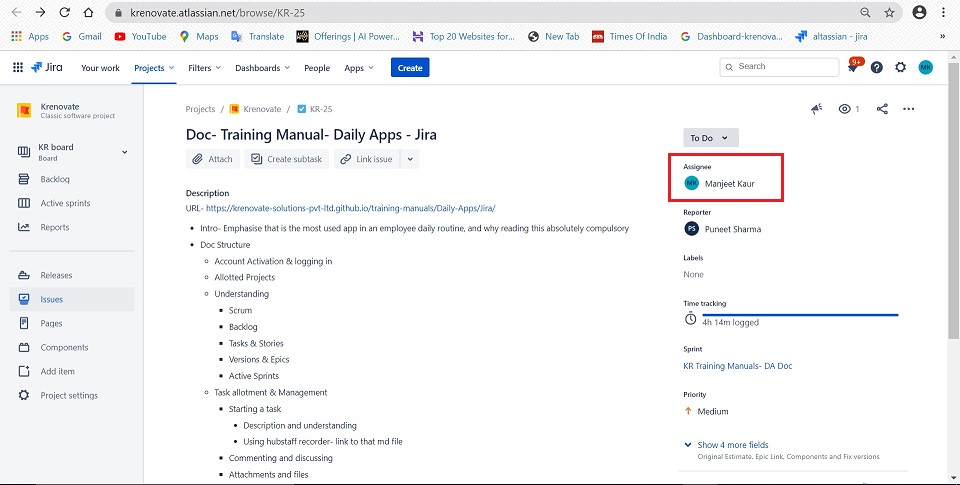 krenovate.atlassian.net/browse/KR-25
Apps Gmail YouTube Maps Translate Offerings | AI Power... Top 20 Websites for... New Tab Times Of India Dashboard-krenova... altassian - jira »
Jira Your work Projects Filters Dashboards People Apps Create Search 9+ MK
Krenovate
Classic software project
KR board
Board
Backlog
Active sprints
Reports
Releases
Issues
Pages
Components
Add item
Project settings
Projects / Krenovate / KR-25
1
Doc- Training Manual- Daily Apps - Jira
Attach Create subtask Link issue
Description
URL- https://krenovate-solutions-pvt-ltd.github.io/training-manuals/Daily-Apps/Jira/
Intro- Emphasise that is the most used app in an employee daily routine, and why reading this absolutely compulsory
Doc Structure
Account Activation & logging in
Allotted Projects
Understanding
Scrum
Backlog
Tasks & Stories
Versions & Epics
Active Sprints
Task allotment & Management
Starting a task
Description and understanding
Using hubstaff recorder- link to that md file
Commenting and discussing
Attachments and files
To Do
Assignee
MK Manjeet Kaur
Reporter
PS Puneet Sharma
Labels
None
Time tracking
4h 14m logged
Sprint
KR Training Manuals- DA Doc
Priority
Medium
Show 4 more fields
Original Estimate, Epic Link, Components and Fix versions